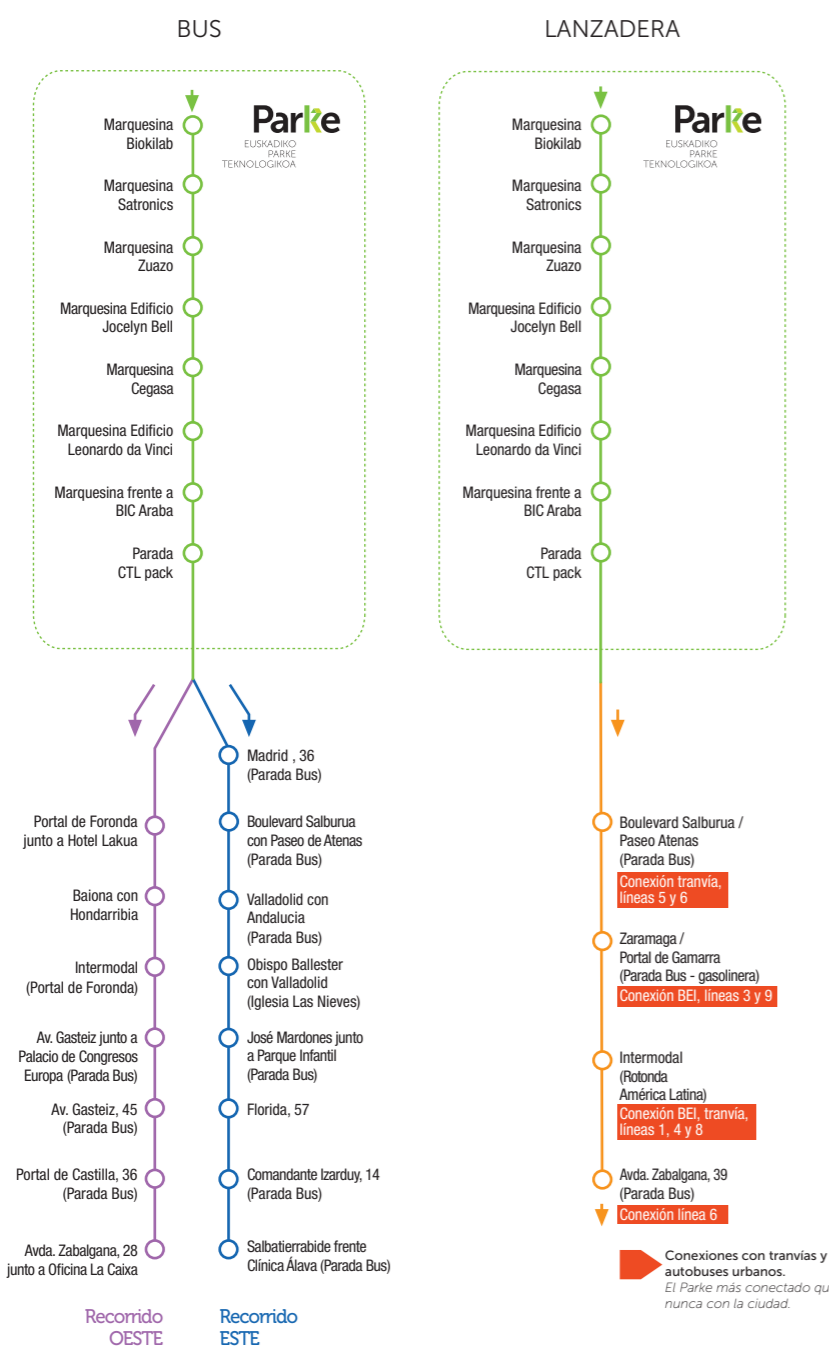 BUS
Parke
EUSKADIKO
PARKE
TEKNOLOGIKOA
Marquesina
Biokilab
Marquesina
Satronics
Marquesina
Zuazo
Marquesina Edificio
Jocelyn Bell
Marquesina
Cegasa
Marquesina Edificio
Leonardo da Vinci
Marquesina frente a
BIC Araba
Parada
CTL pack
Portal de Foronda
junto a Hotel Lakua
Baiona con
Hondarribia
Intermodal
(Portal de Foronda)
Av. Gasteiz junto a
Palacio de Congresos
Europa (Parada Bus)
Av. Gasteiz, 45
(Parada Bus)
Portal de Castilla, 36
(Parada Bus)
Avda. Zabalgana, 28
junto a Oficina La Caixa
Recorrido
OESTE
Madrid , 36
(Parada Bus)
Boulevard Salburua
con Paseo de Atenas
(Parada Bus)
Valladolid con
Andalucia
(Parada Bus)
Obispo Ballester
con Valladolid
(Iglesia Las Nieves)
José Mardones junto
a Parque Infantil
(Parada Bus)
Florida, 57
Comandante Izarduy, 14
(Parada Bus)
Salbatierrabide frente
Clínica Álava (Parada Bus)
Recorrido
ESTE
LANZADERA
Parke
EUSKADIKO
PARKE
TEKNOLOGIKOA
Marquesina
Biokilab
Marquesina
Satronics
Marquesina
Zuazo
Marquesina Edificio
Jocelyn Bell
Marquesina
Cegasa
Marquesina Edificio
Leonardo da Vinci
Marquesina frente a
BIC Araba
Parada
CTL pack
Boulevard Salburua /
Paseo Atenas
(Parada Bus)
Conexión tranvía,
líneas 5 y 6
Zaramaga /
Portal de Gamarra
(Parada Bus - gasolinera)
Conexión BEI, líneas 3 y 9
Intermodal
(Rotonda
América Latina)
Conexión BEI, tranvía,
líneas 1, 4 y 8
Avda. Zabalgana, 39
(Parada Bus)
Conexión línea 6
Conexiones con tranvías y
autobuses urbanos.
El Parke más conectado qu
nunca con la ciudad.